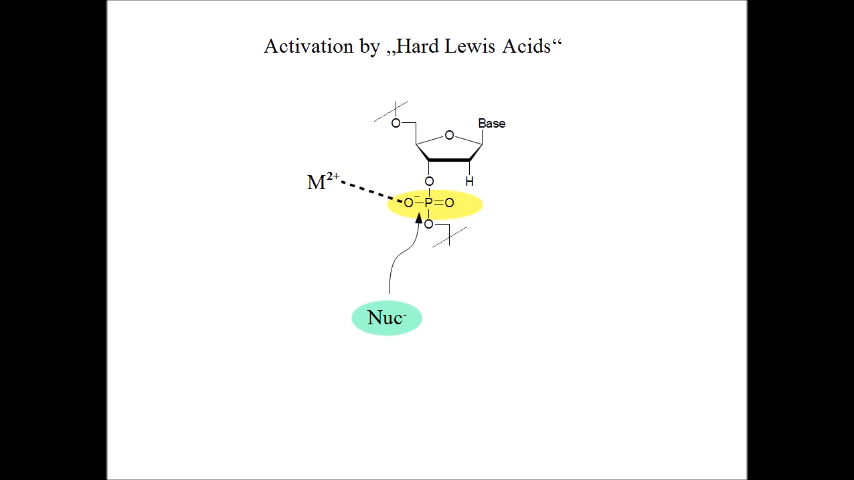 Activation by „Hard Lewis Acids“
O
O
Base
M²⁺
O
H
O⁻–P=O
O
Nuc⁻